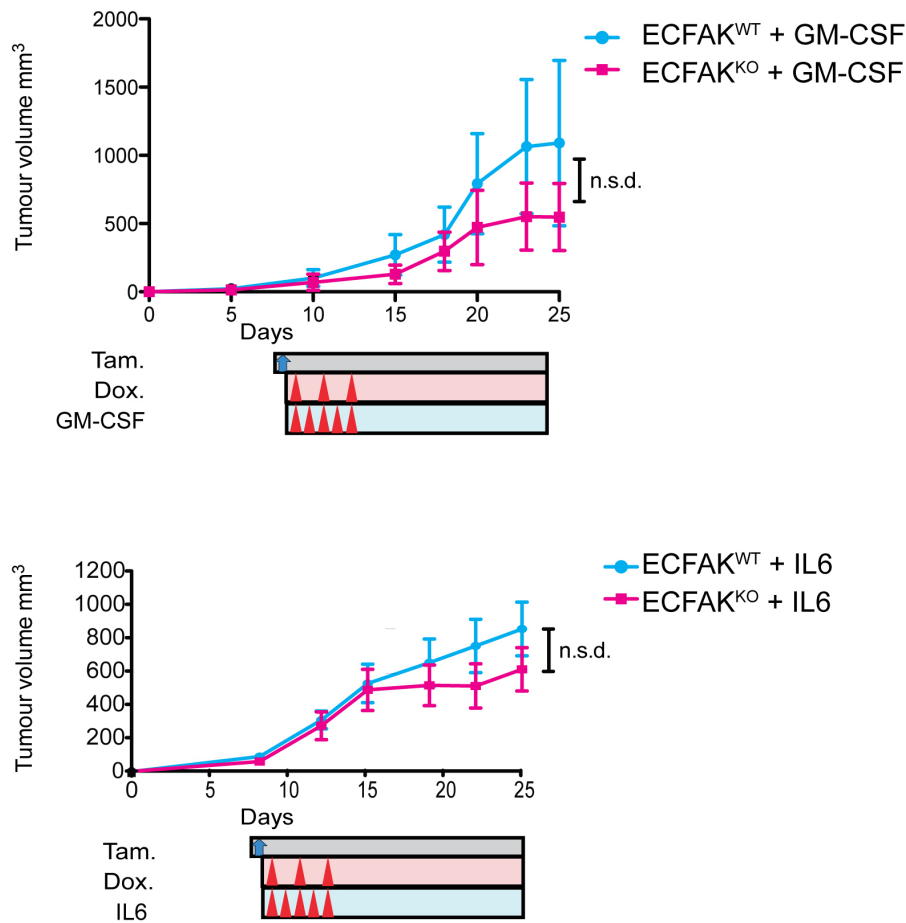 Tumour volume mm³
2000
1500
1000
500
0
0 5 10 15 20 25
Days
ECFAKᵂᵀ + GM-CSF
ECFAKᴷᴼ + GM-CSF
n.s.d.
Tam.
Dox.
GM-CSF
Tumour volume mm³
1200
1000
800
600
400
200
0
0 5 10 15 20 25
Days
ECFAKᵂᵀ + IL6
ECFAKᴷᴼ + IL6
n.s.d.
Tam.
Dox.
IL6